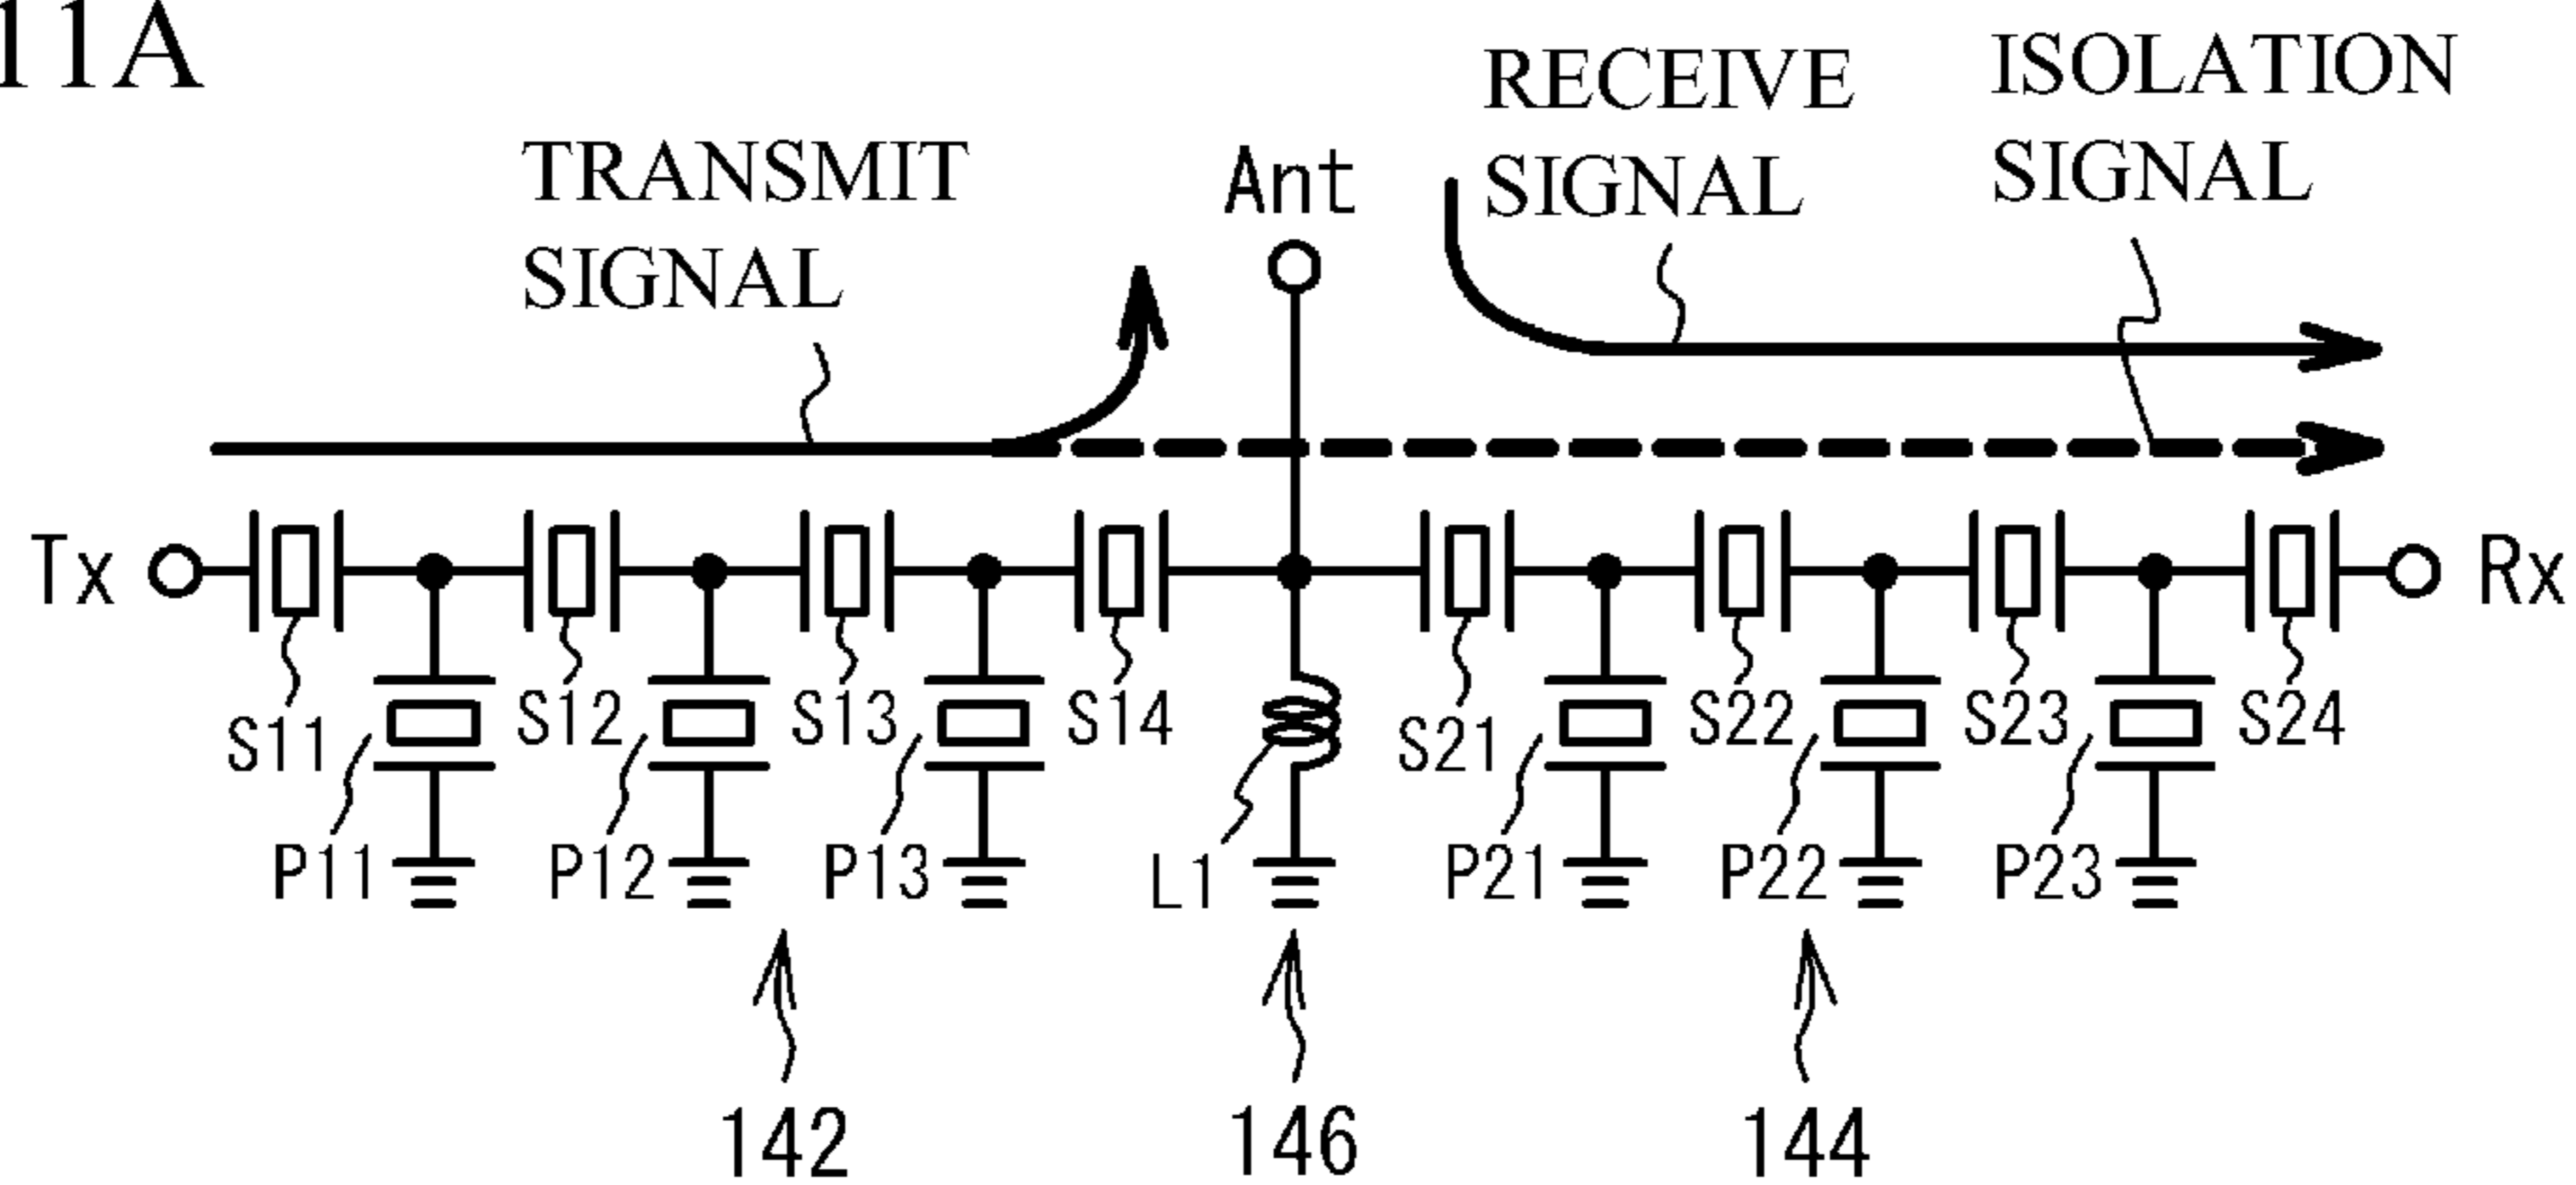 11A
TRANSMIT
SIGNAL
Ant
RECEIVE
SIGNAL
ISOLATION
SIGNAL
Tx
Rx
S11
S12
S13
S14
S21
S22
S23
S24
P11
P12
P13
L1
P21
P22
P23
142
146
144